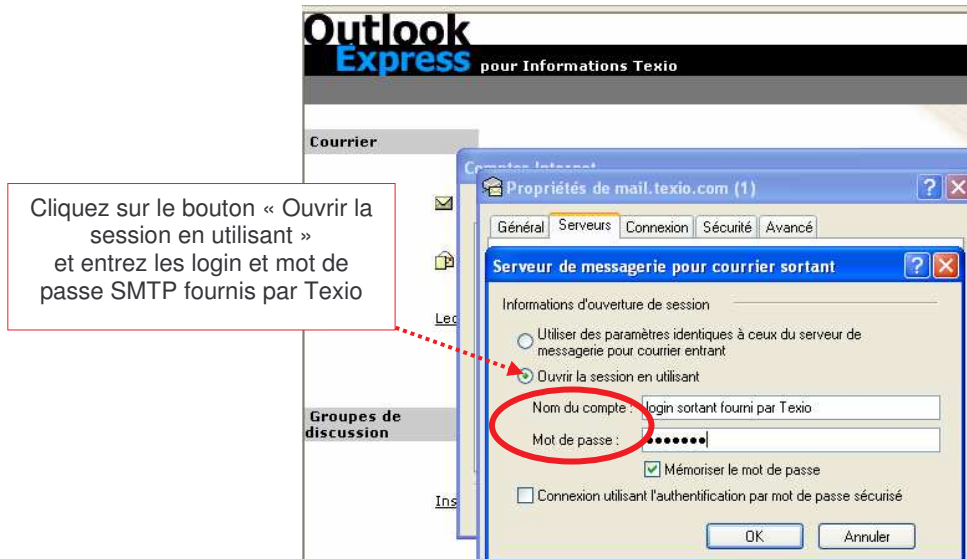 Outlook
Express pour Informations Texio
Courrier
Comptes Internet
Propriétés de mail.texio.com (1)
Général Serveurs Connexion Sécurité Avancé
Cliquez sur le bouton « Ouvrir la
session en utilisant »
et entrez les login et mot de
passe SMTP fournis par Texio
Serveur de messagerie pour courrier sortant
Informations d'ouverture de session
Utiliser des paramètres identiques à ceux du serveur de
messagerie pour courrier entrant
Ouvrir la session en utilisant
Nom du compte : login sortant fourni par Texio
Mot de passe : •••••••
Mémoriser le mot de passe
Connexion utilisant l'authentification par mot de passe sécurisé
OK Annuler
Lec
Groupes de
discussion
Ins